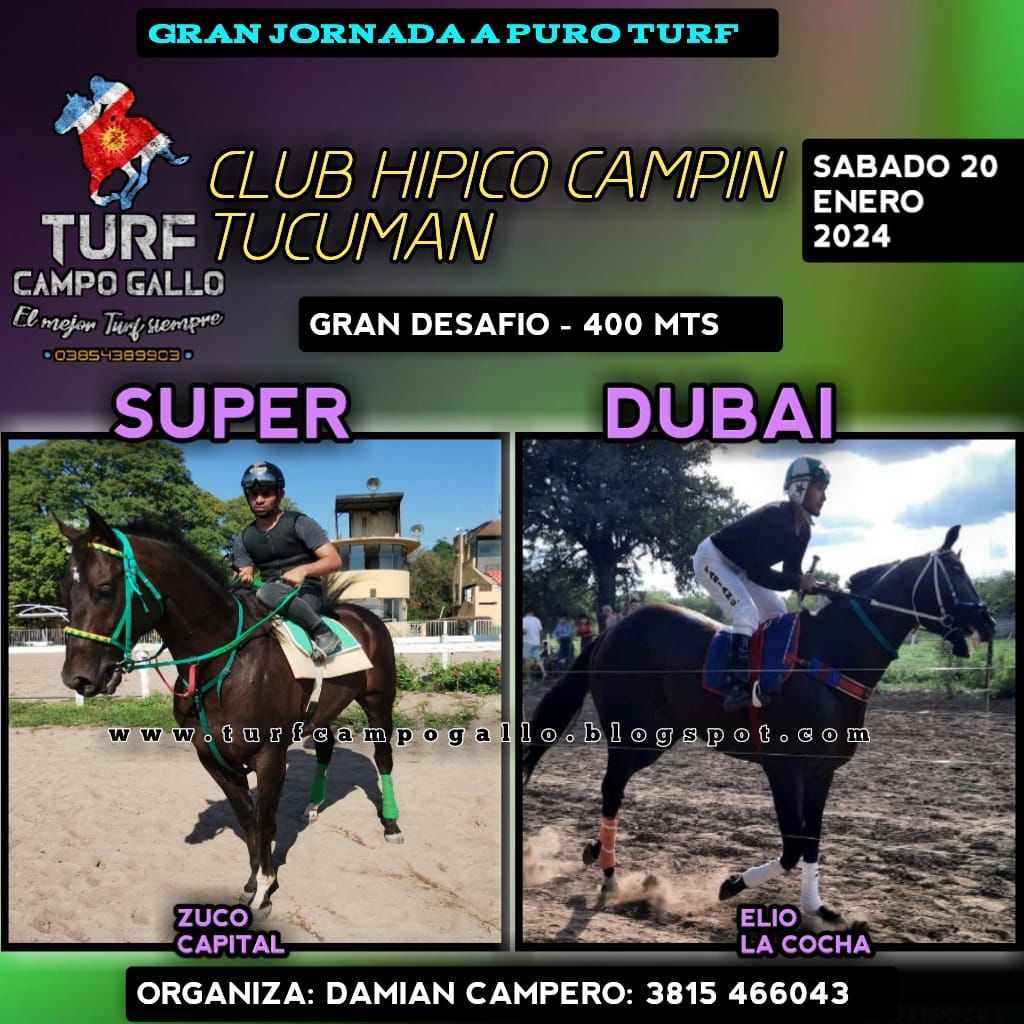 GRAN JORNADA A PURO TURF
TURF
CAMPO GALLO
El mejor Turf siempre
03854389903
CLUB HIPICO CAMPIN
TUCUMAN
SABADO 20
ENERO
2024
GRAN DESAFIO - 400 MTS
SUPER
DUBAI
www.turfcampogallo.blogspot.com
ZUCO
CAPITAL
ELIO
LA COCHA
ORGANIZA: DAMIAN CAMPERO: 3815 466043